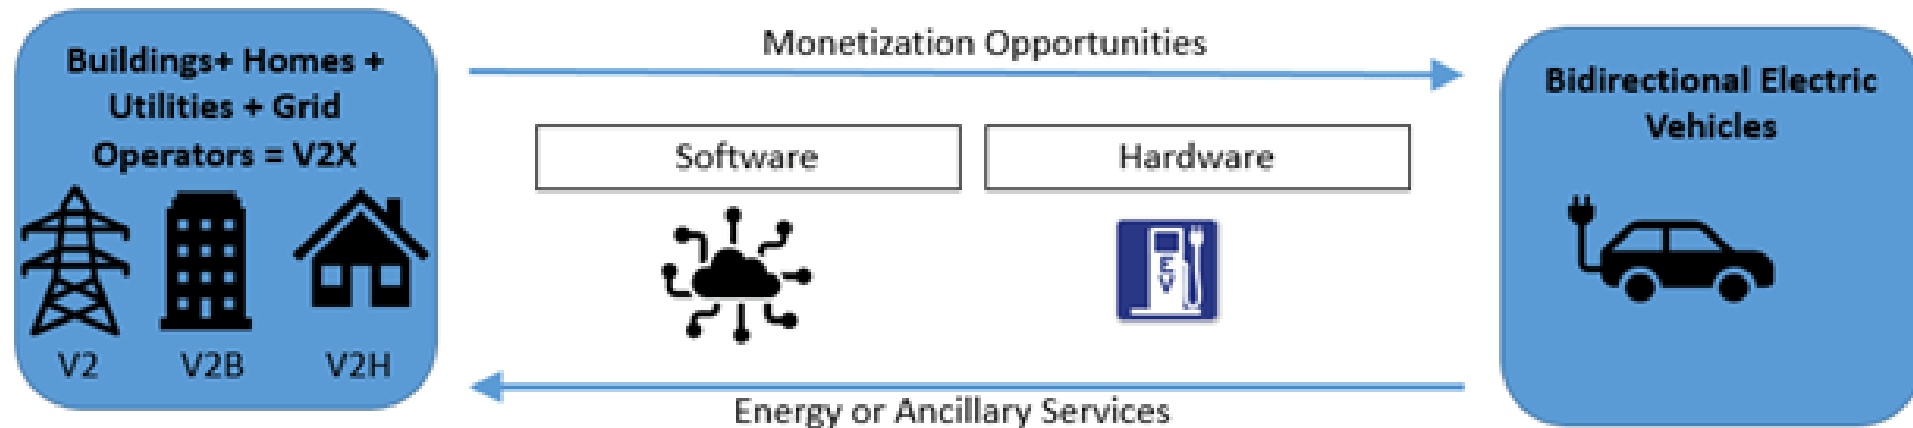 Buildings+ Homes +
Utilities + Grid
Operators = V2X
V2
V2B
V2H
Monetization Opportunities
Software
Hardware
EV
Energy or Ancillary Services
Bidirectional Electric
Vehicles